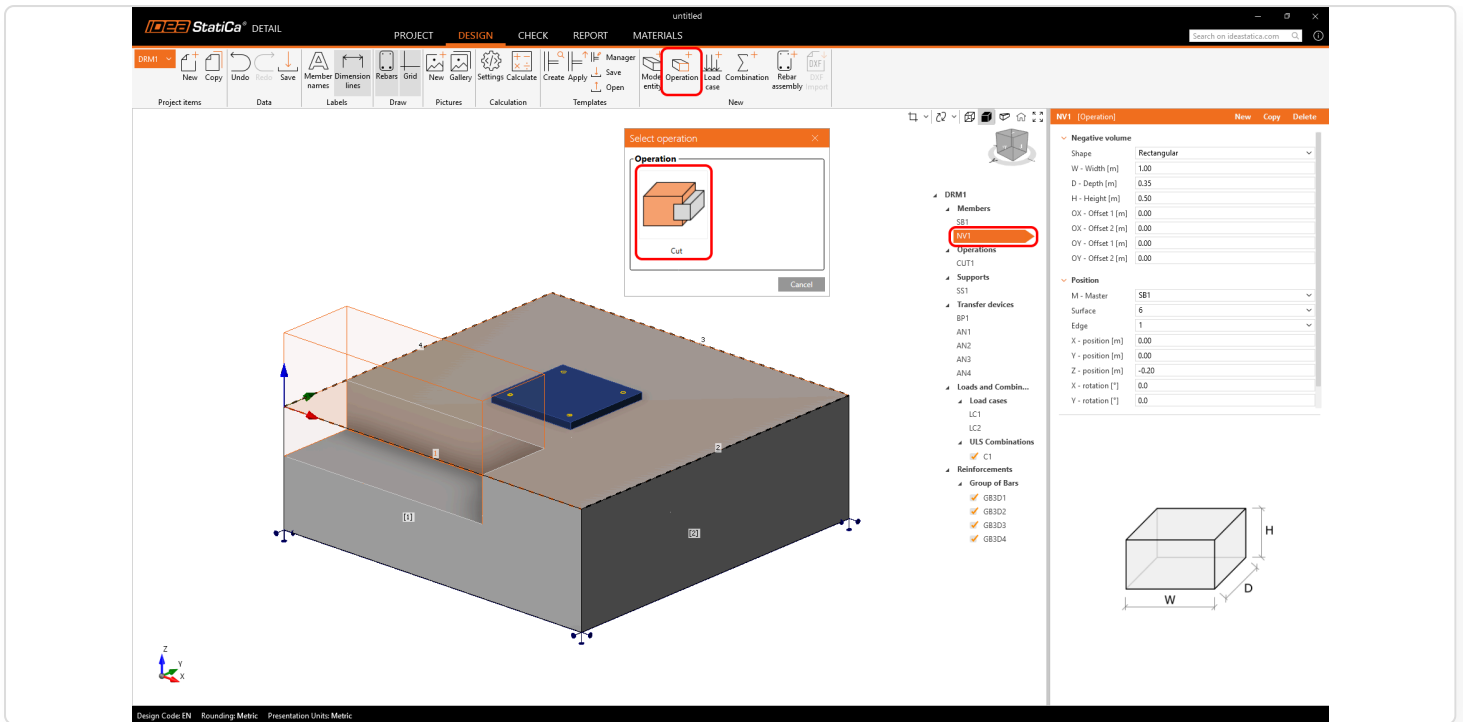 untitled
IDEA StatiCa® DETAIL
PROJECT DESIGN CHECK REPORT MATERIALS
Search on ideastatica.com
DRM1
New Copy
Undo Redo Save
Member names
Dimension lines
Rebars Grid
New Gallery
Settings Calculate
Create Apply
Manager
Save
Open
Model entity
Operation
Load case
Combination
Rebar assembly
DXF
DXF Import
Project items Data Labels Draw Pictures Calculation Templates New
Select operation
Operation
Cut
Cancel
4
3
1
2
[1]
[2]
Z
Y
X
DRM1
Members
SB1
NV1
Operations
CUT1
Supports
SS1
Transfer devices
BP1
AN1
AN2
AN3
AN4
Loads and Combin...
Load cases
LC1
LC2
ULS Combinations
C1
Reinforcements
Group of Bars
GB3D1
GB3D2
GB3D3
GB3D4
NV1 [Operation] New Copy Delete
Negative volume
Shape Rectangular
W - Width [m] 1.00
D - Depth [m] 0.35
H - Height [m] 0.50
OX - Offset 1 [m] 0.00
OX - Offset 2 [m] 0.00
OY - Offset 1 [m] 0.00
OY - Offset 2 [m] 0.00
Position
M - Master SB1
Surface 6
Edge 1
X - position [m] 0.00
Y - position [m] 0.00
Z - position [m] -0.20
X - rotation [°] 0.0
Y - rotation [°] 0.0
H
D
W
Design Code: EN Rounding: Metric Presentation Units: Metric